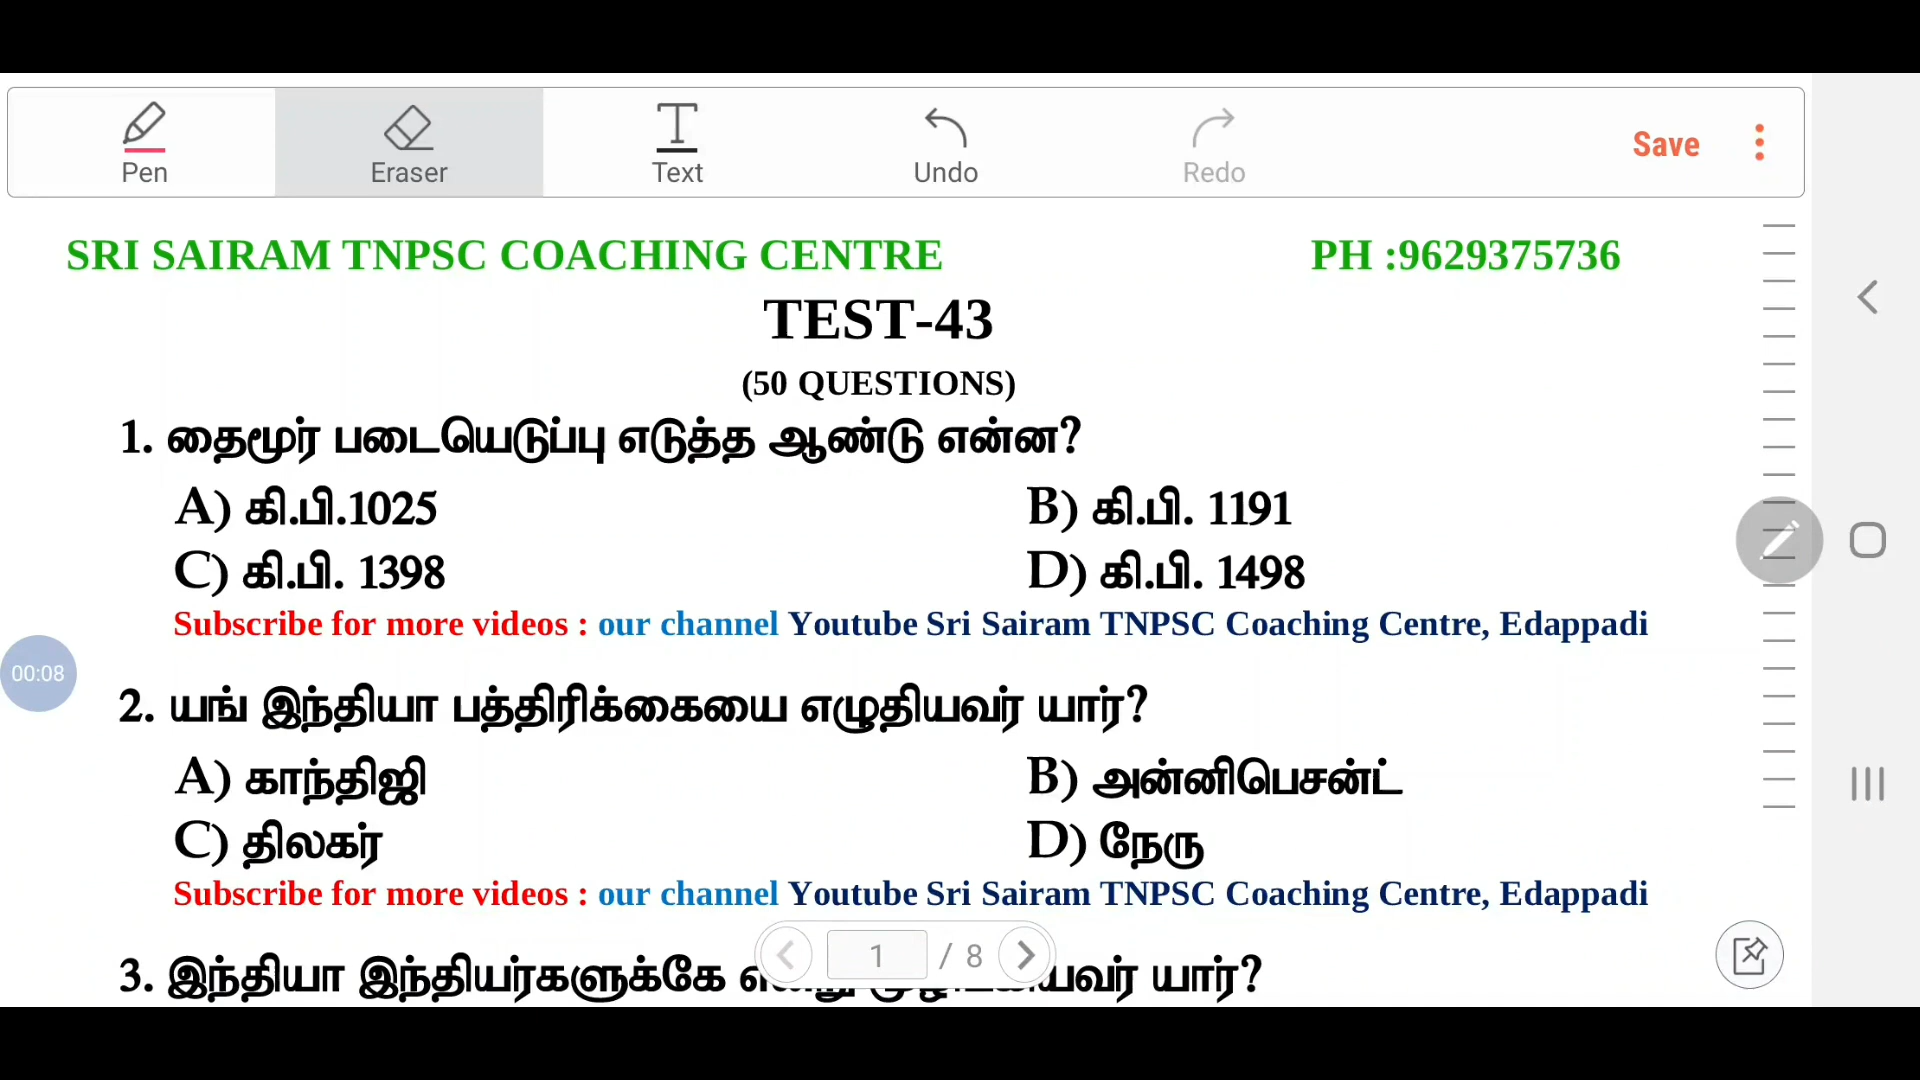 Pen
Eraser
Text
Undo
Redo
Save
SRI SAIRAM TNPSC COACHING CENTRE PH :9629375736
TEST-43
(50 QUESTIONS)
1. தைமூர் படையெடுப்பு எடுத்த ஆண்டு என்ன?
A) கி.பி.1025 B) கி.பி. 1191
C) கி.பி. 1398 D) கி.பி. 1498
Subscribe for more videos : our channel Youtube Sri Sairam TNPSC Coaching Centre, Edappadi
00:08
2. யங் இந்தியா பத்திரிக்கையை எழுதியவர் யார்?
A) காந்திஜி B) அன்னிபெசன்ட்
C) திலகர் D) நேரு
Subscribe for more videos : our channel Youtube Sri Sairam TNPSC Coaching Centre, Edappadi
1 / 8
3. இந்தியா இந்தியர்களுக்கே யார்?